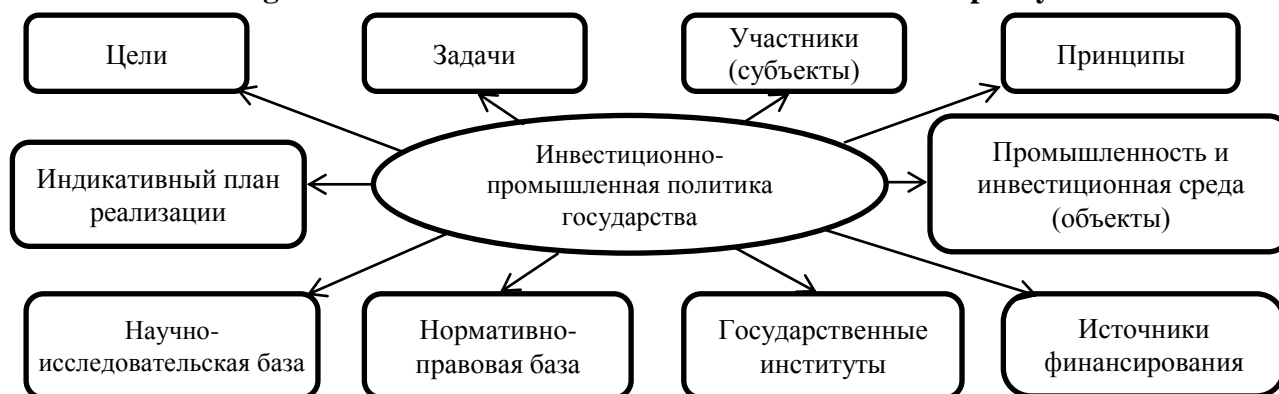 Цели
Задачи
Участники
(субъекты)
Принципы
Инвестиционно-
промышленная политика
государства
Индикативный план
реализации
Промышленность и
инвестиционная среда
(объекты)
Научно-
исследовательская база
Нормативно-
правовая база
Государственные
институты
Источники
финансирования